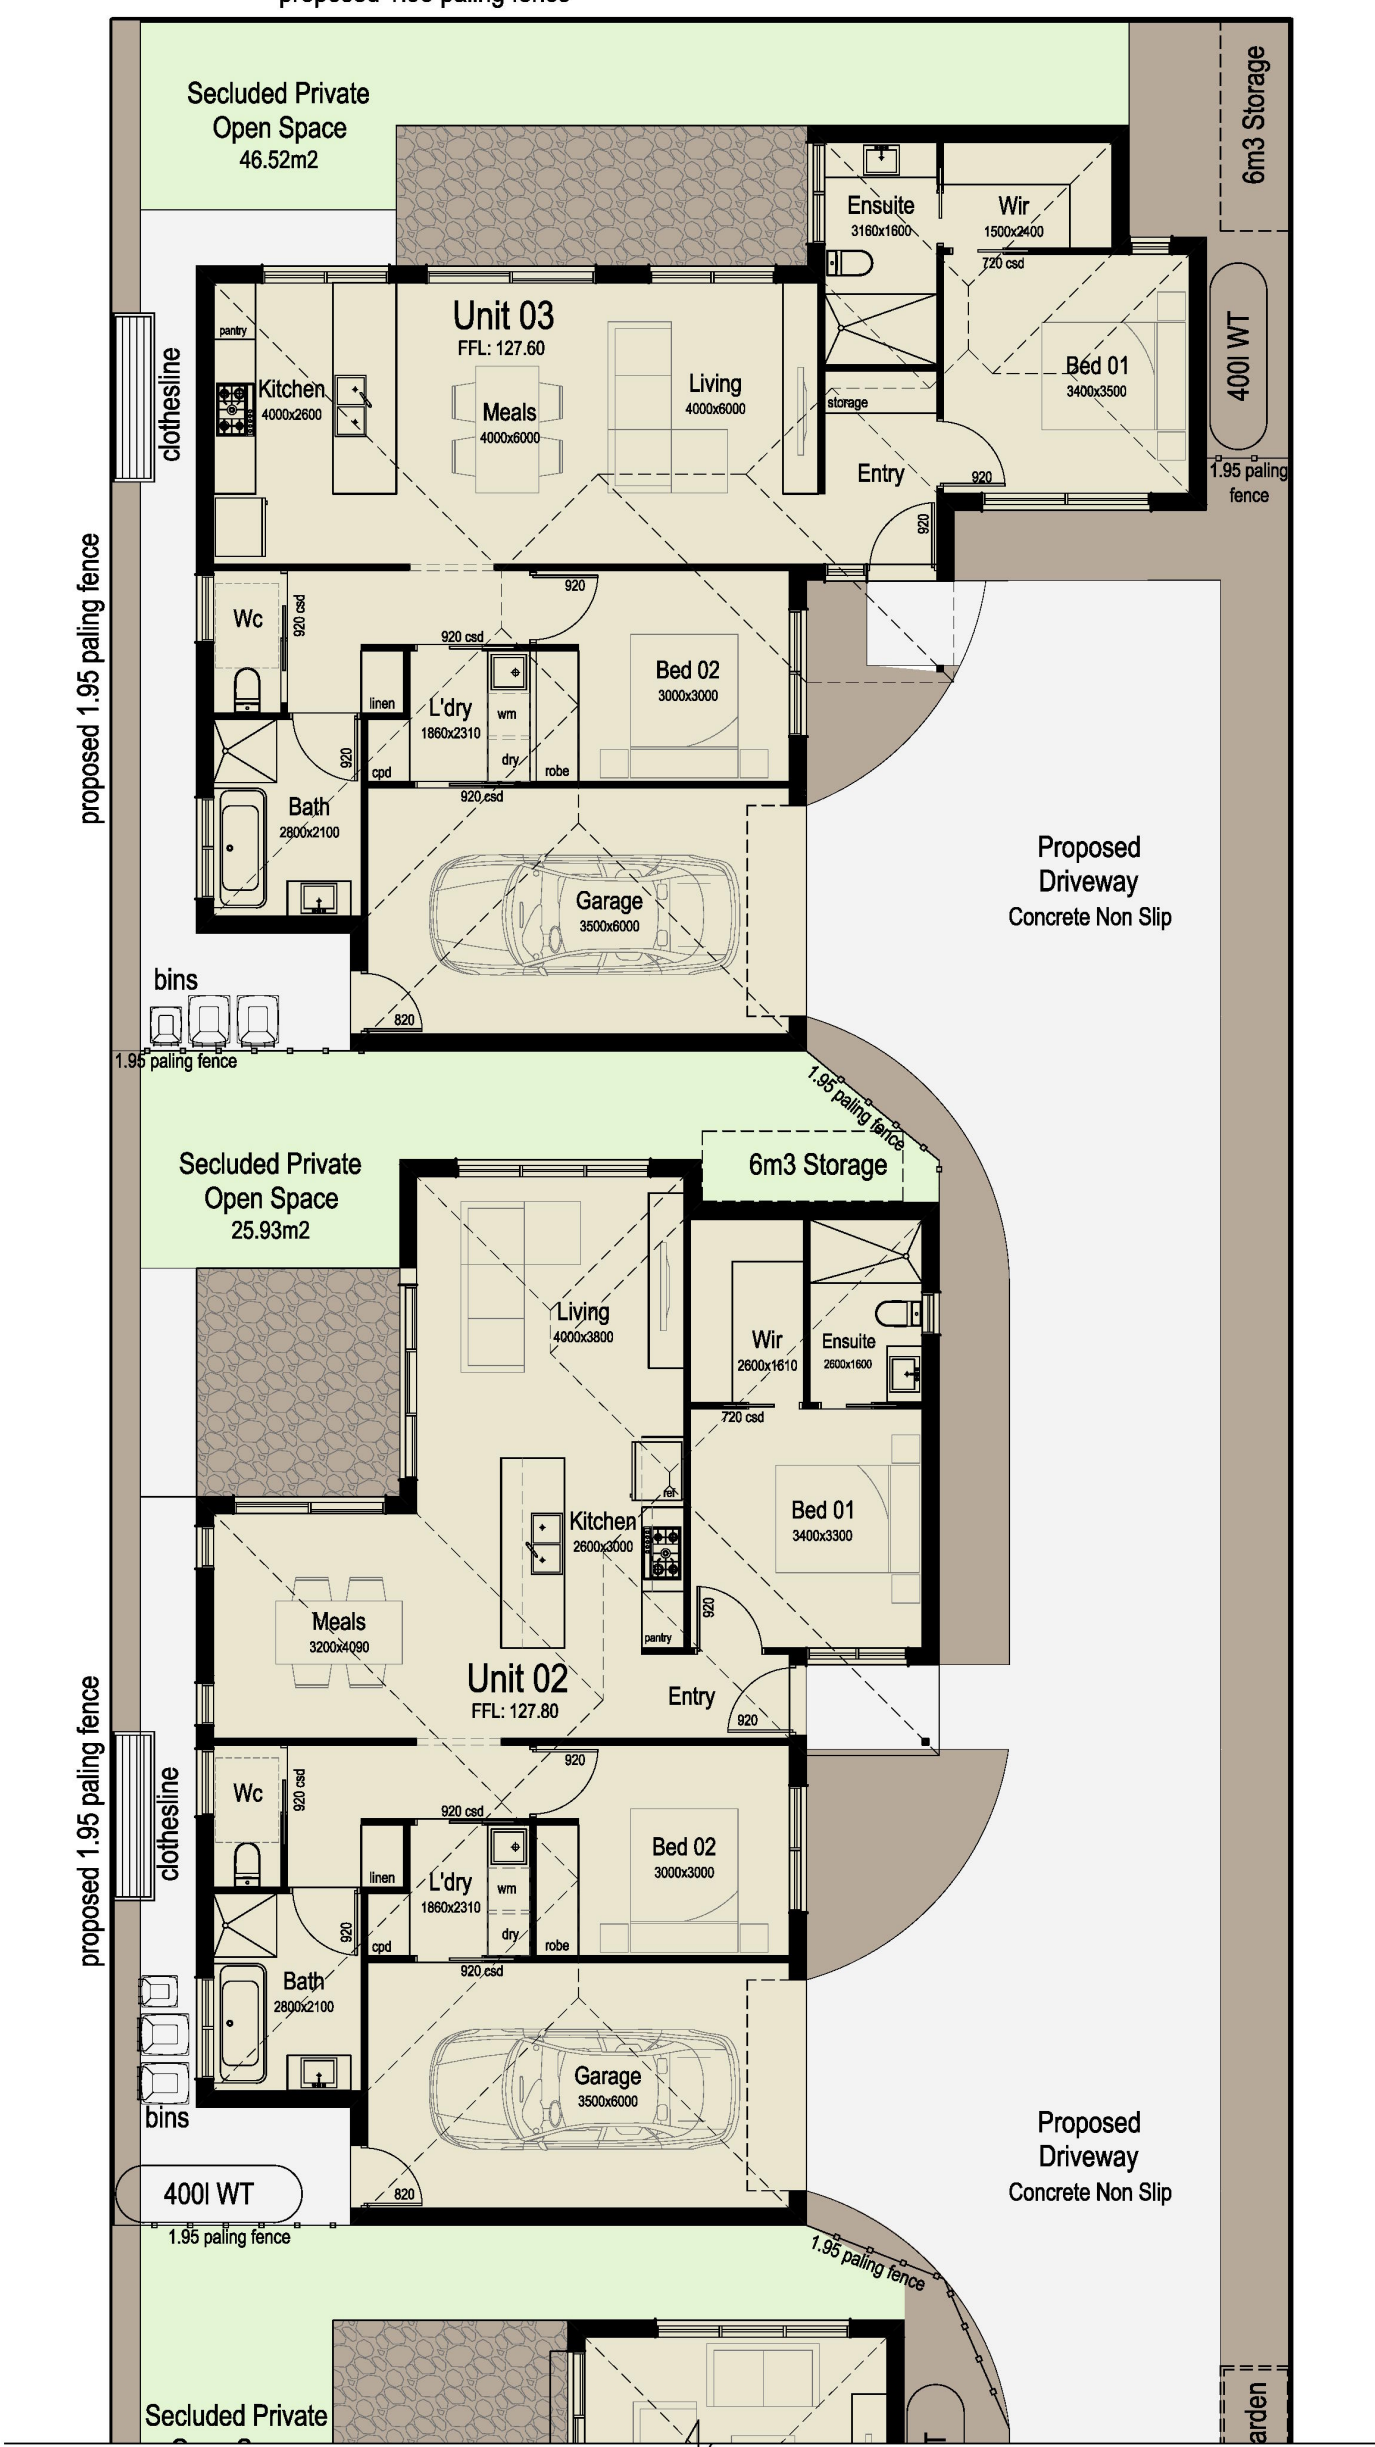 proposed 1.95 paling fence
Secluded Private
Open Space
46.52m2
6m3 Storage
Ensuite
3160x1600
Wir
1500x2400
720 csd
Unit 03
FFL: 127.60
pantry
Kitchen
4000x2600
Meals
4000x6000
Living
4000x6000
storage
Entry
Bed 01
3400x3500
400l WT
clothesline
920
920
1.95 paling
fence
proposed 1.95 paling fence
Wc
920 csd
920
920 csd
Bed 02
3000x3000
linen
L'dry
1860x2310
wm
dry
robe
cpd
920
920 csd
Bath
2800x2100
Garage
3500x6000
Proposed
Driveway
Concrete Non Slip
bins
820
1.95 paling fence
1.95 paling fence
6m3 Storage
Secluded Private
Open Space
25.93m2
Living
4000x3800
Wir
2600x1610
Ensuite
2600x1600
720 csd
ref
Kitchen
2600x3000
Bed 01
3400x3300
Meals
3200x4090
pantry
920
Unit 02
FFL: 127.80
Entry
920
proposed 1.95 paling fence
clothesline
Wc
920 csd
920
920 csd
Bed 02
3000x3000
linen
L'dry
1860x2310
wm
dry
robe
cpd
920
920 csd
Bath
2800x2100
Garage
3500x6000
bins
Proposed
Driveway
Concrete Non Slip
400l WT
820
1.95 paling fence
1.95 paling fence
Secluded Private
arden